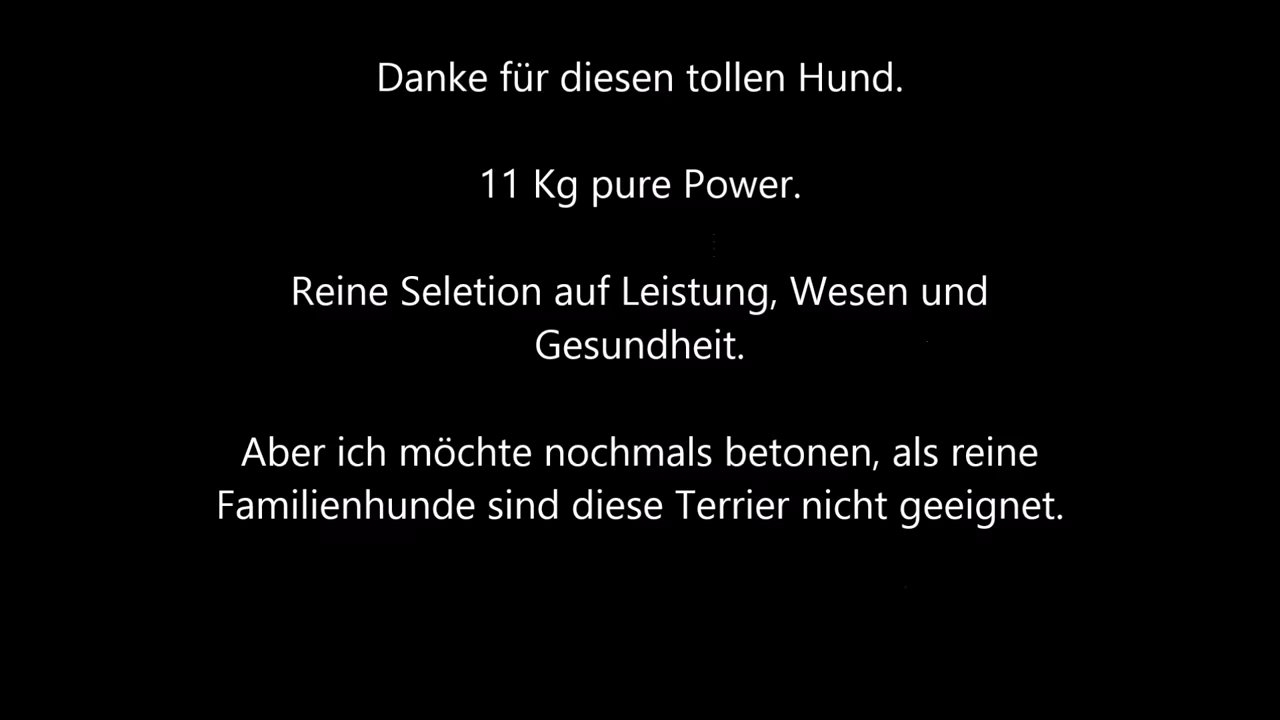 Danke für diesen tollen Hund.
11 Kg pure Power.
Reine Seletion auf Leistung, Wesen und
Gesundheit.
Aber ich möchte nochmals betonen, als reine
Familienhunde sind diese Terrier nicht geeignet.